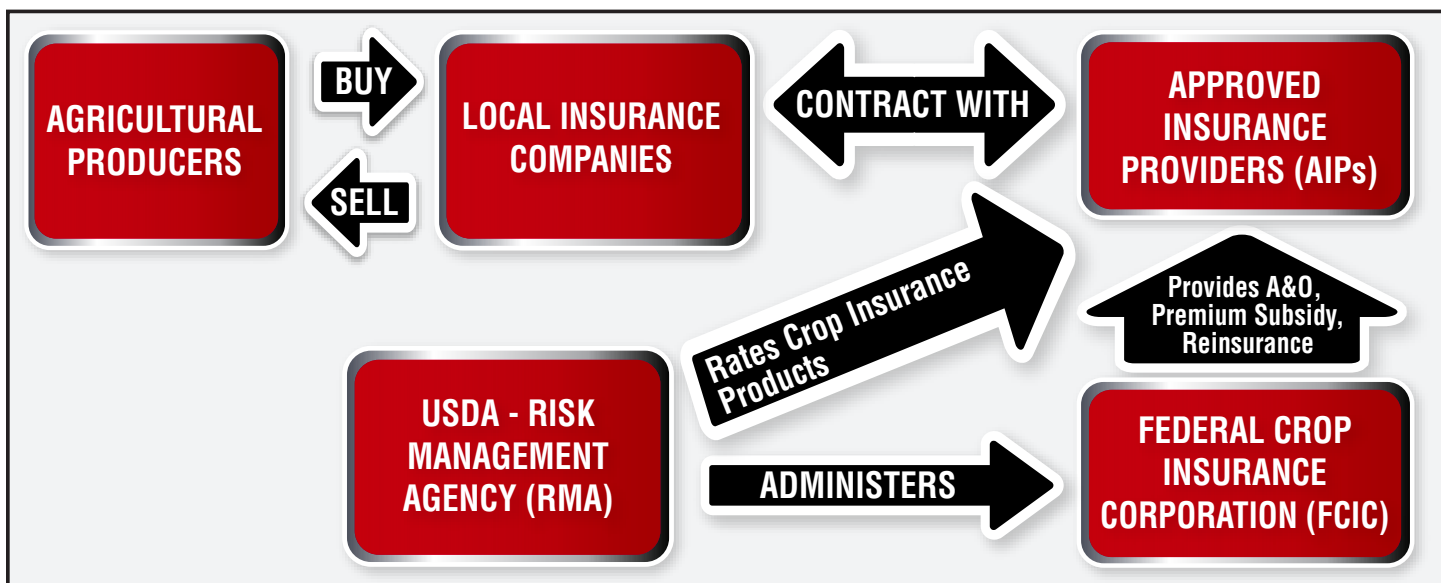 AGRICULTURAL
PRODUCERS
BUY
SELL
LOCAL INSURANCE
COMPANIES
CONTRACT WITH
APPROVED
INSURANCE
PROVIDERS (AIPs)
Rates Crop Insurance
Products
Provides A&O,
Premium Subsidy,
Reinsurance
USDA - RISK
MANAGEMENT
AGENCY (RMA)
ADMINISTERS
FEDERAL CROP
INSURANCE
CORPORATION (FCIC)